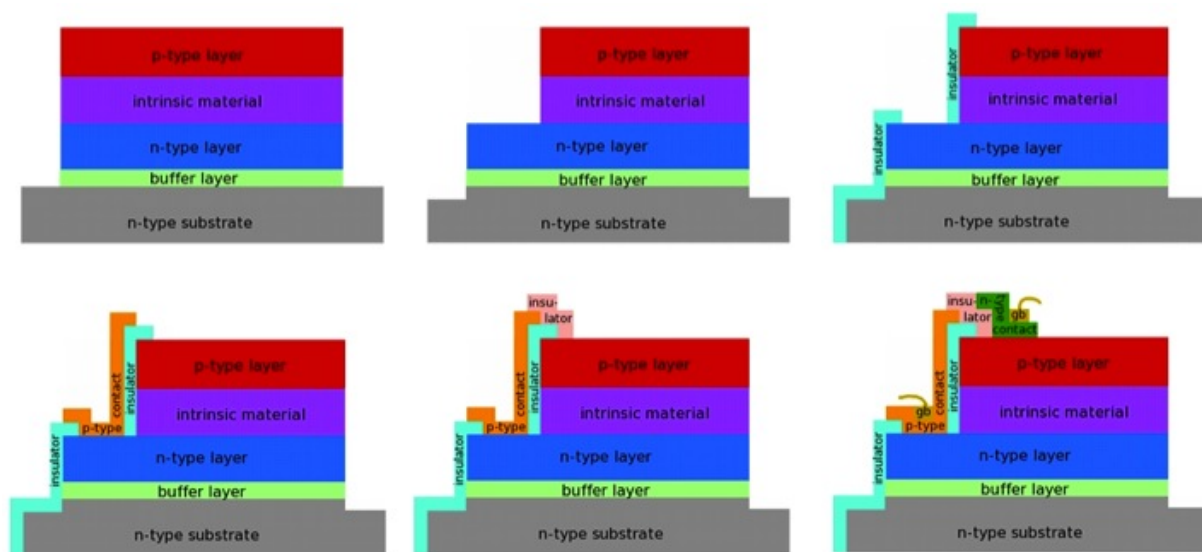 p-type layer
intrinsic material
n-type layer
buffer layer
n-type substrate
p-type layer
intrinsic material
n-type layer
buffer layer
n-type substrate
insulator
insulator
p-type layer
intrinsic material
n-type layer
buffer layer
n-type substrate
insulator
p-type
contact
insulator
p-type layer
intrinsic material
n-type layer
buffer layer
n-type substrate
insu-
lator
insulator
p-type
contact
insulator
p-type layer
intrinsic material
n-type layer
buffer layer
n-type substrate
insu-
lator
n-
type
contact
gb
insulator
p-type
contact
gb
insulator
p-type layer
intrinsic material
n-type layer
buffer layer
n-type substrate